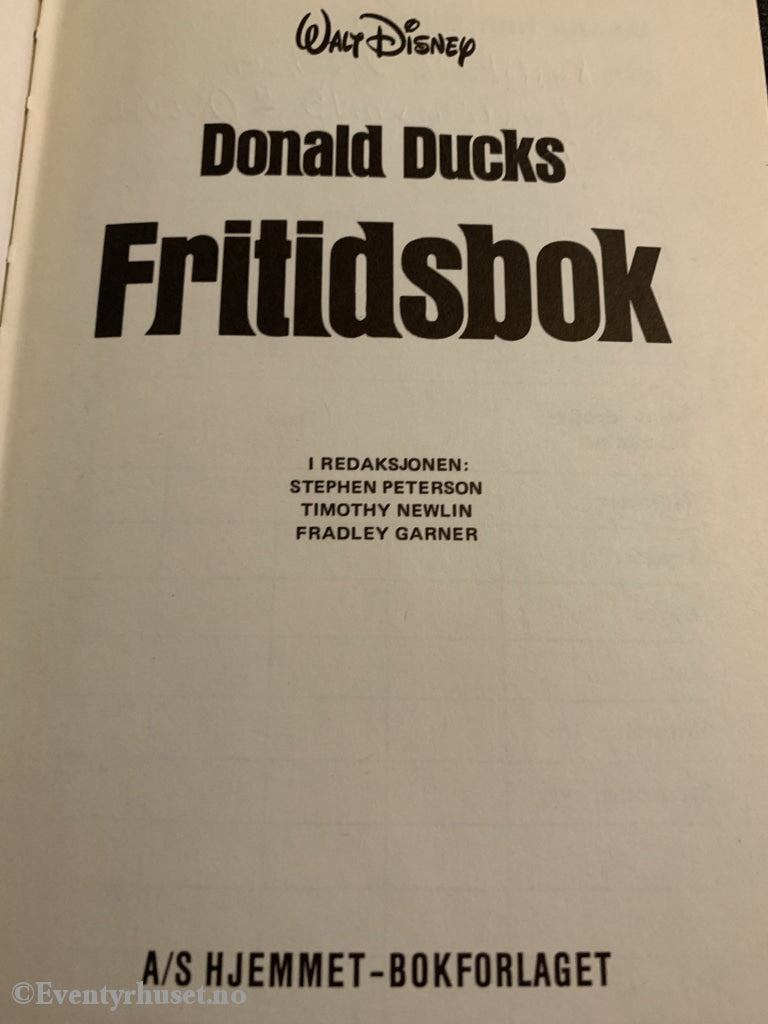 Walt Disney
Donald Ducks
Fritidsbok
I REDAKSJONEN:
STEPHEN PETERSON
TIMOTHY NEWLIN
FRADLEY GARNER
A/S HJEMMET-BOKFORLAGET
©Eventyrhuset.no